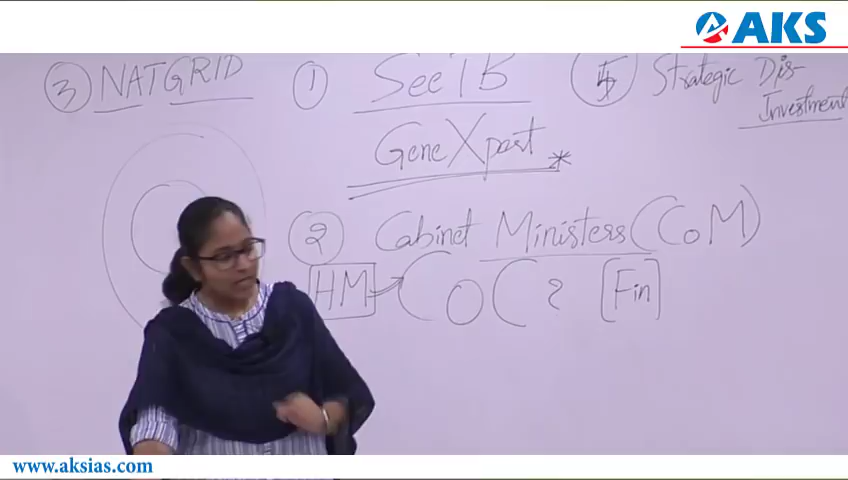 AKS
③ NATGRID
① See TB
GeneXpert *
5 Strategic Dis-
Investment
② Cabinet Ministers (CoM)
HM → COC ? [Fin]
www.aksias.com